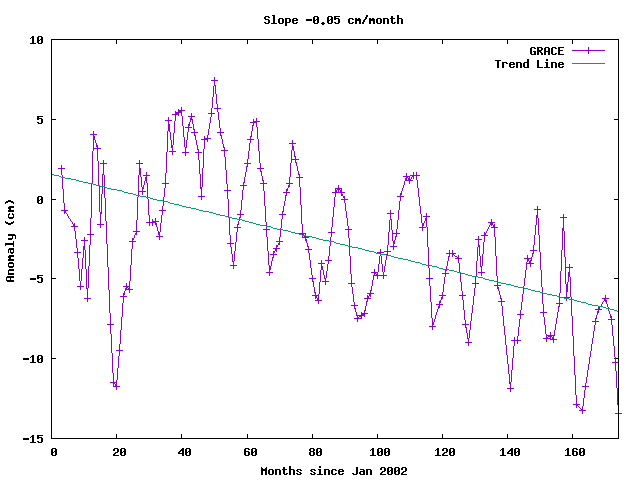 Slope -0.05 cm/month
GRACE
Trend Line
10
5
0
-5
-10
-15
Anomaly (cm)
0 20 40 60 80 100 120 140 160
Months since Jan 2002